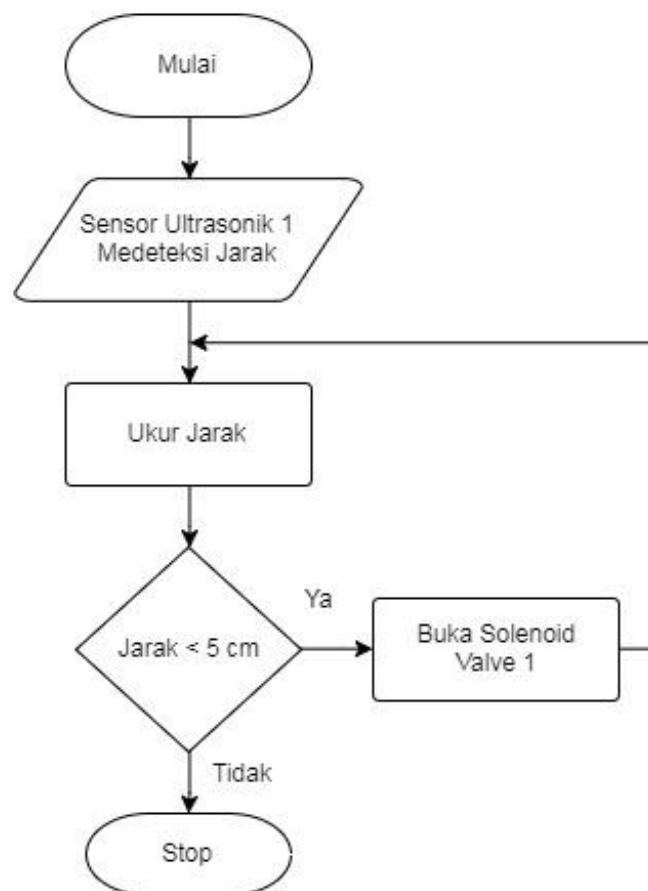 Mulai
Sensor Ultrasonik 1
Medeteksi Jarak
Ukur Jarak
Jarak < 5 cm
Ya
Buka Solenoid
Valve 1
Tidak
Stop